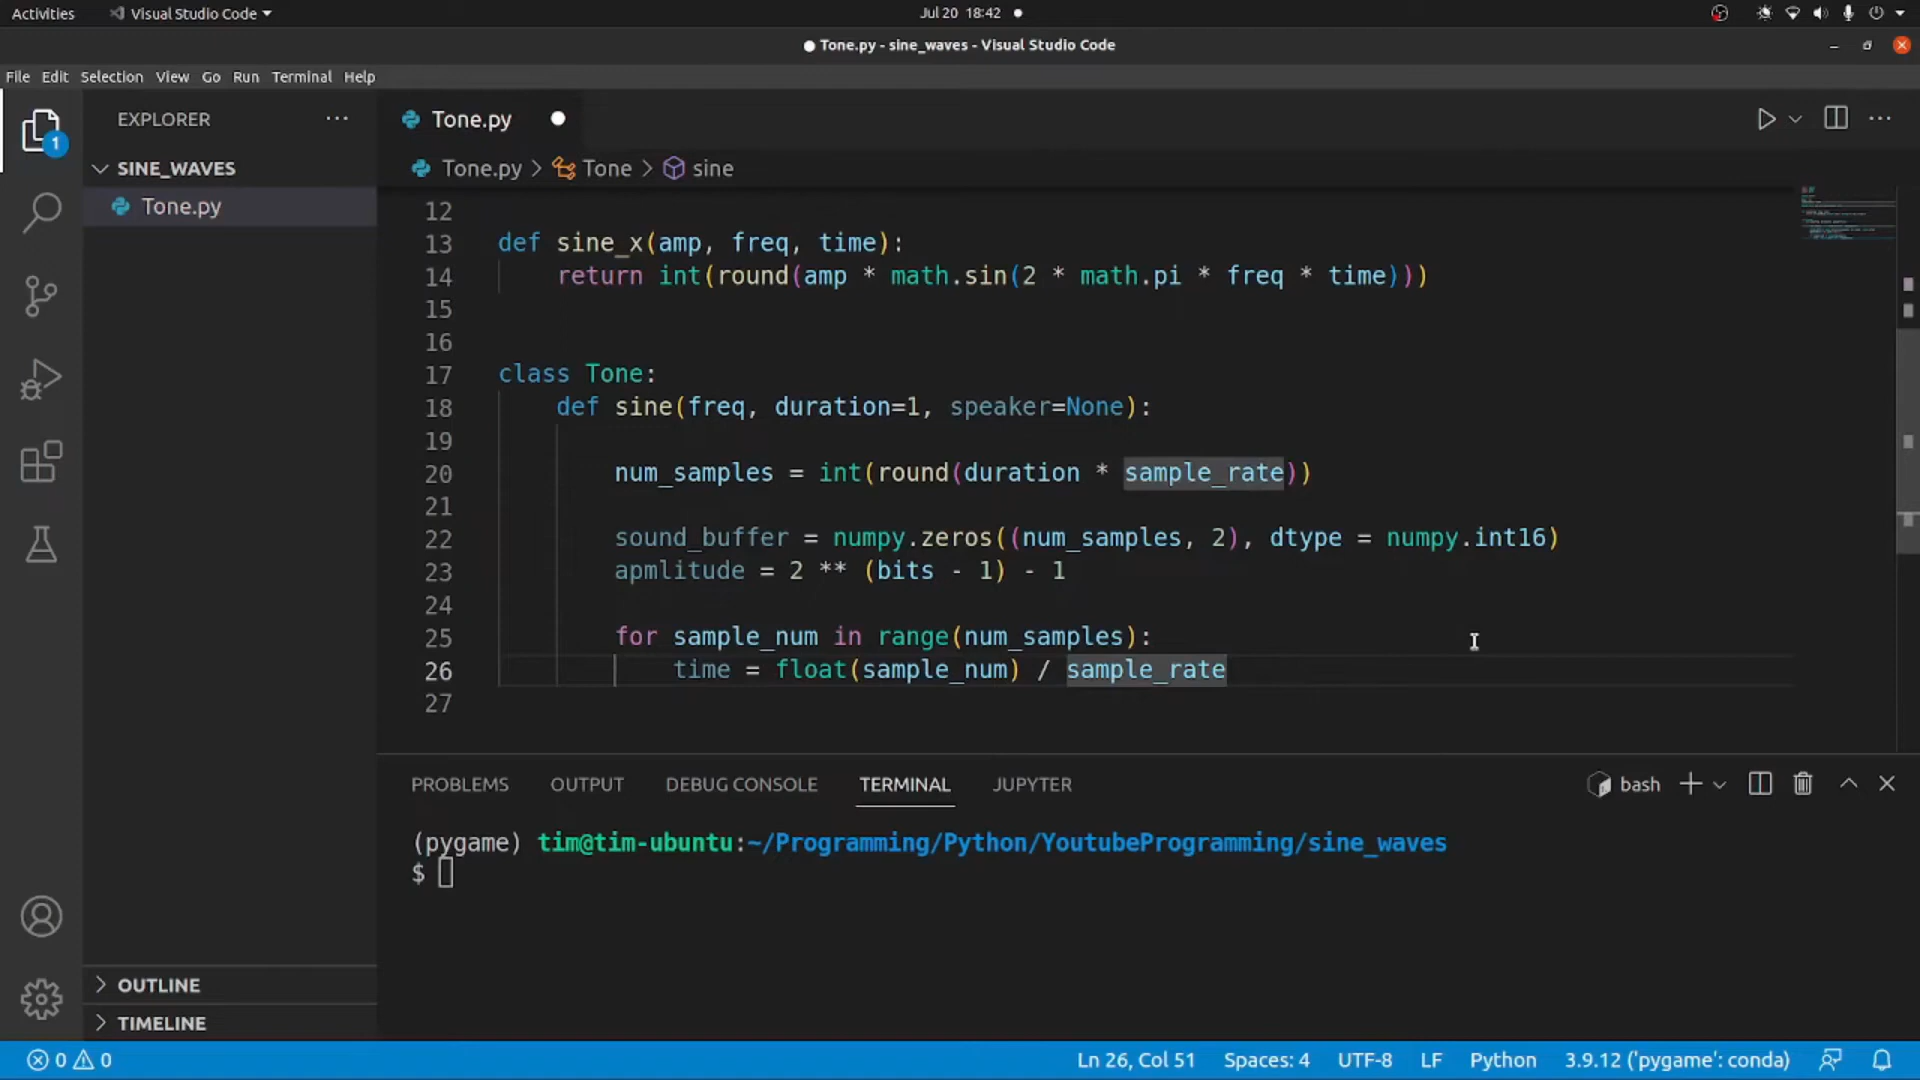 Activities Visual Studio Code Jul 20 18:42
Tone.py - sine_waves - Visual Studio Code
File Edit Selection View Go Run Terminal Help
EXPLORER
1
SINE_WAVES
Tone.py
Tone.py
Tone.py > Tone > sine
12
13 def sine_x(amp, freq, time):
14 return int(round(amp * math.sin(2 * math.pi * freq * time)))
15
16
17 class Tone:
18 def sine(freq, duration=1, speaker=None):
19
20 num_samples = int(round(duration * sample_rate))
21
22 sound_buffer = numpy.zeros((num_samples, 2), dtype = numpy.int16)
23 apmlitude = 2 ** (bits - 1) - 1
24
25 for sample_num in range(num_samples):
26 time = float(sample_num) / sample_rate
27
PROBLEMS OUTPUT DEBUG CONSOLE TERMINAL JUPYTER bash
(pygame) tim@tim-ubuntu:~/Programming/Python/YoutubeProgramming/sine_waves
$
OUTLINE
TIMELINE
0 0 Ln 26, Col 51 Spaces: 4 UTF-8 LF Python 3.9.12 ('pygame': conda)